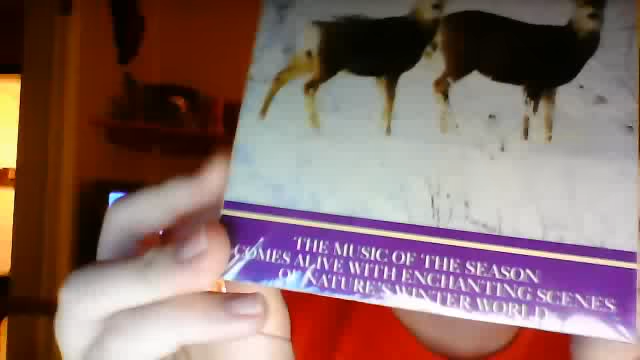 THE MUSIC OF THE SEASON
COMES ALIVE WITH ENCHANTING SCENES
OF NATURE'S WINTER WORLD